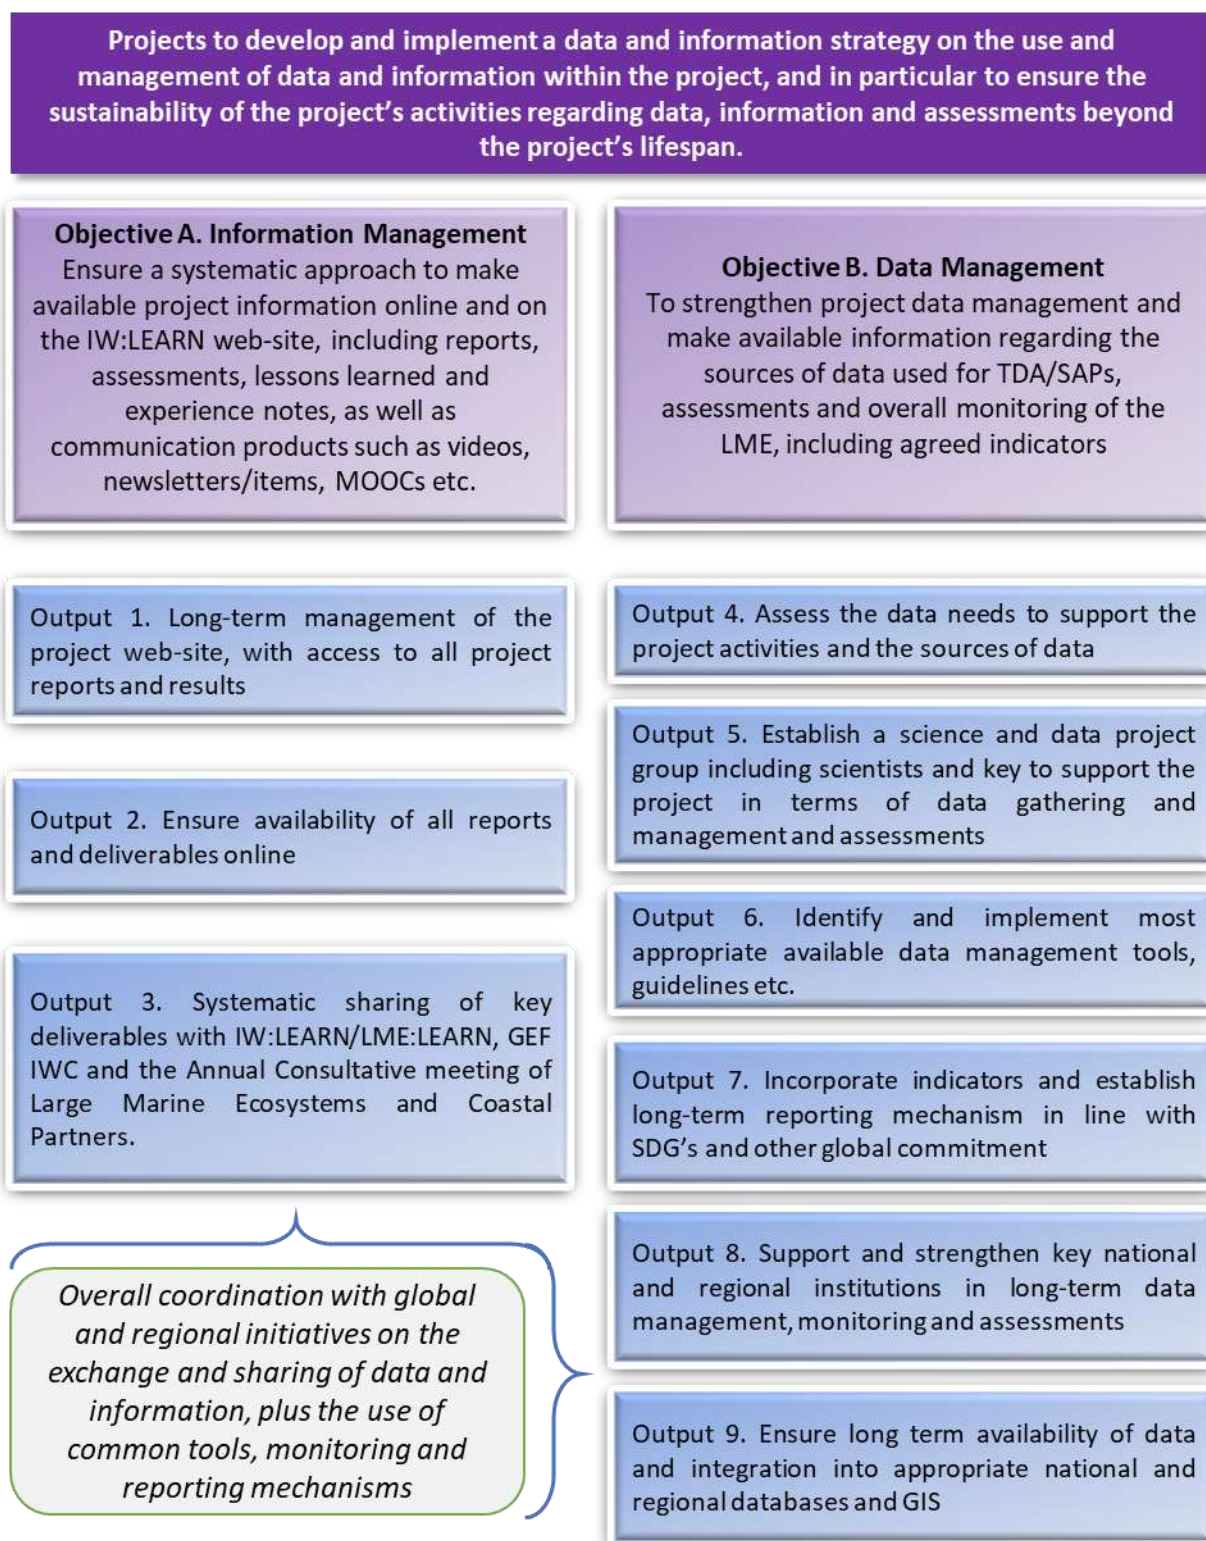 Projects to develop and implement a data and information strategy on the use and
management of data and information within the project, and in particular to ensure the
sustainability of the project's activities regarding data, information and assessments beyond
the project's lifespan.
Objective A. Information Management
Ensure a systematic approach to make
available project information online and on
the IW:LEARN web-site, including reports,
assessments, lessons learned and
experience notes, as well as
communication products such as videos,
newsletters/items, MOOCs etc.
Objective B. Data Management
To strengthen project data management and
make available information regarding the
sources of data used for TDA/SAPs,
assessments and overall monitoring of the
LME, including agreed indicators
Output 1. Long-term management of the
project web-site, with access to all project
reports and results
Output 2. Ensure availability of all reports
and deliverables online
Output 3. Systematic sharing of key
deliverables with IW:LEARN/LME:LEARN, GEF
IWC and the Annual Consultative meeting of
Large Marine Ecosystems and Coastal
Partners.
Overall coordination with global
and regional initiatives on the
exchange and sharing of data and
information, plus the use of
common tools, monitoring and
reporting mechanisms
Output 4. Assess the data needs to support the
project activities and the sources of data
Output 5. Establish a science and data project
group including scientists and key to support the
project in terms of data gathering and
management and assessments
Output 6. Identify and implement most
appropriate available data management tools,
guidelines etc.
Output 7. Incorporate indicators and establish
long-term reporting mechanism in line with
SDG's and other global commitment
Output 8. Support and strengthen key national
and regional institutions in long-term data
management, monitoring and assessments
Output 9. Ensure long term availability of data
and integration into appropriate national and
regional databases and GIS